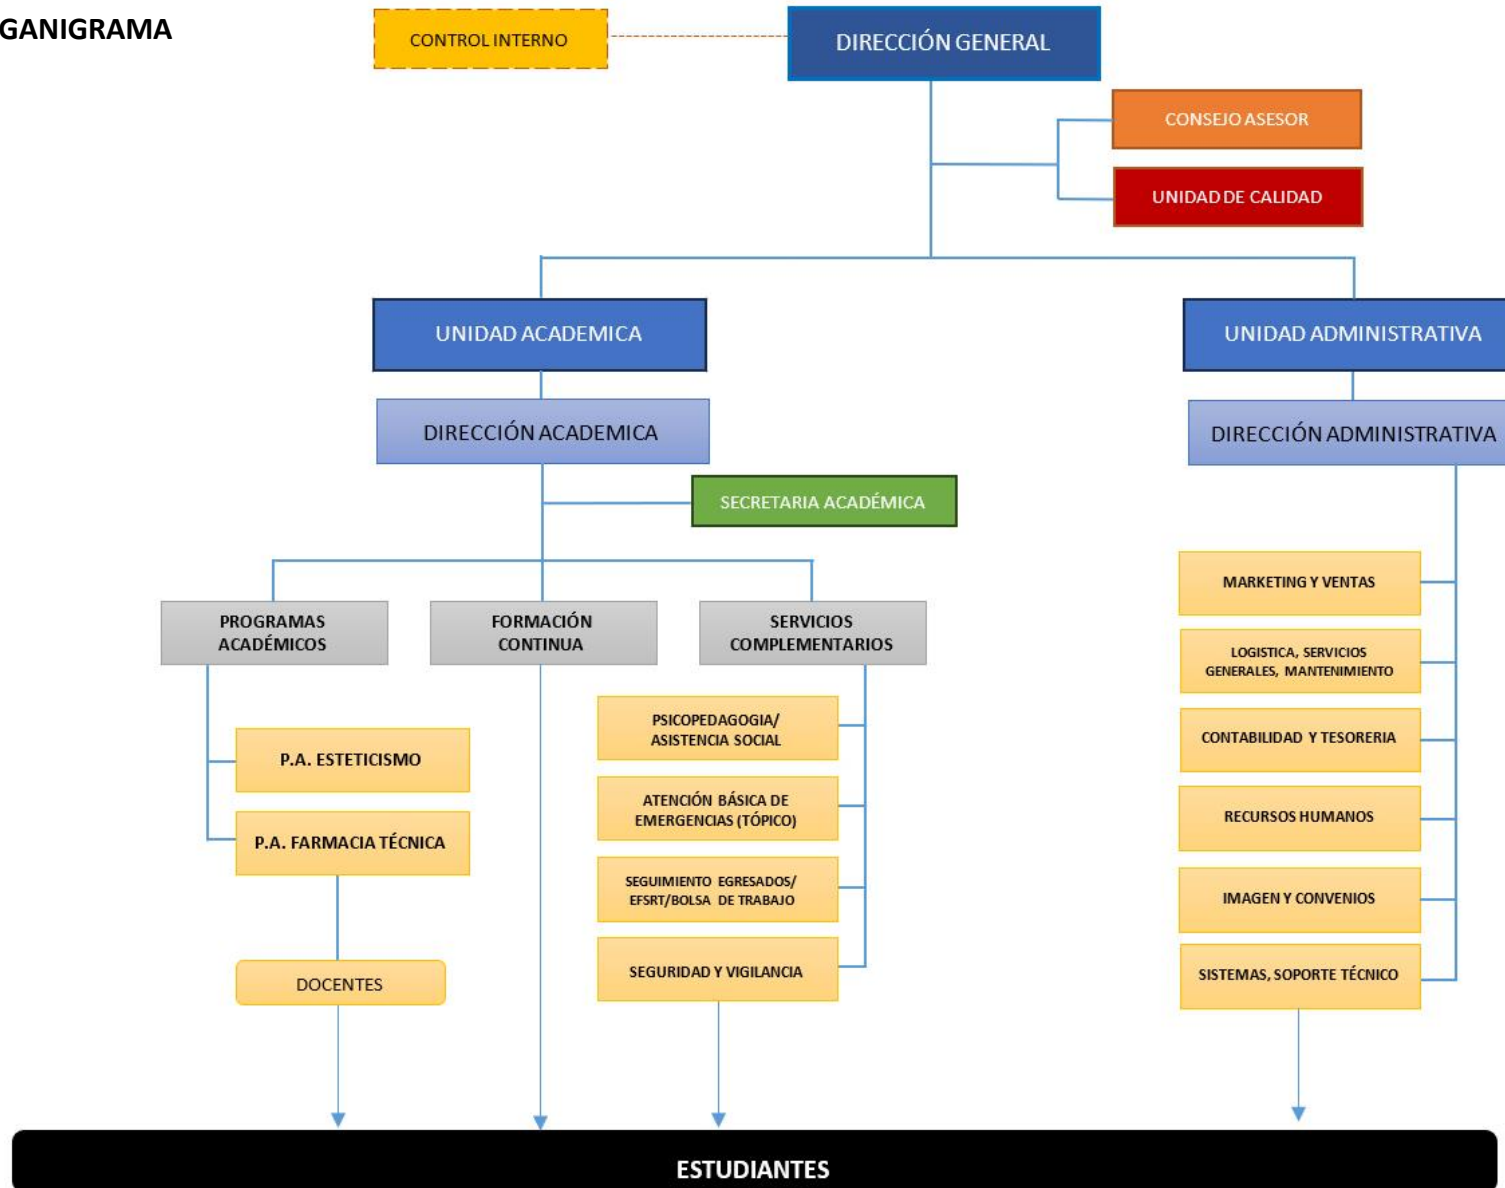 GANIGRAMA
CONTROL INTERNO
DIRECCIÓN GENERAL
CONSEJO ASESOR
UNIDAD DE CALIDAD
UNIDAD ACADEMICA
UNIDAD ADMINISTRATIVA
DIRECCIÓN ACADEMICA
DIRECCIÓN ADMINISTRATIVA
SECRETARIA ACADÉMICA
PROGRAMAS
ACADÉMICOS
FORMACIÓN
CONTINUA
SERVICIOS
COMPLEMENTARIOS
P.A. ESTETICISMO
P.A. FARMACIA TÉCNICA
DOCENTES
PSICOPEDAGOGIA/
ASISTENCIA SOCIAL
ATENCIÓN BÁSICA DE
EMERGENCIAS (TÓPICO)
SEGUIMIENTO EGRESADOS/
EFSRT/BOLSA DE TRABAJO
SEGURIDAD Y VIGILANCIA
MARKETING Y VENTAS
LOGISTICA, SERVICIOS
GENERALES, MANTENIMIENTO
CONTABILIDAD Y TESORERIA
RECURSOS HUMANOS
IMAGEN Y CONVENIOS
SISTEMAS, SOPORTE TÉCNICO
ESTUDIANTES